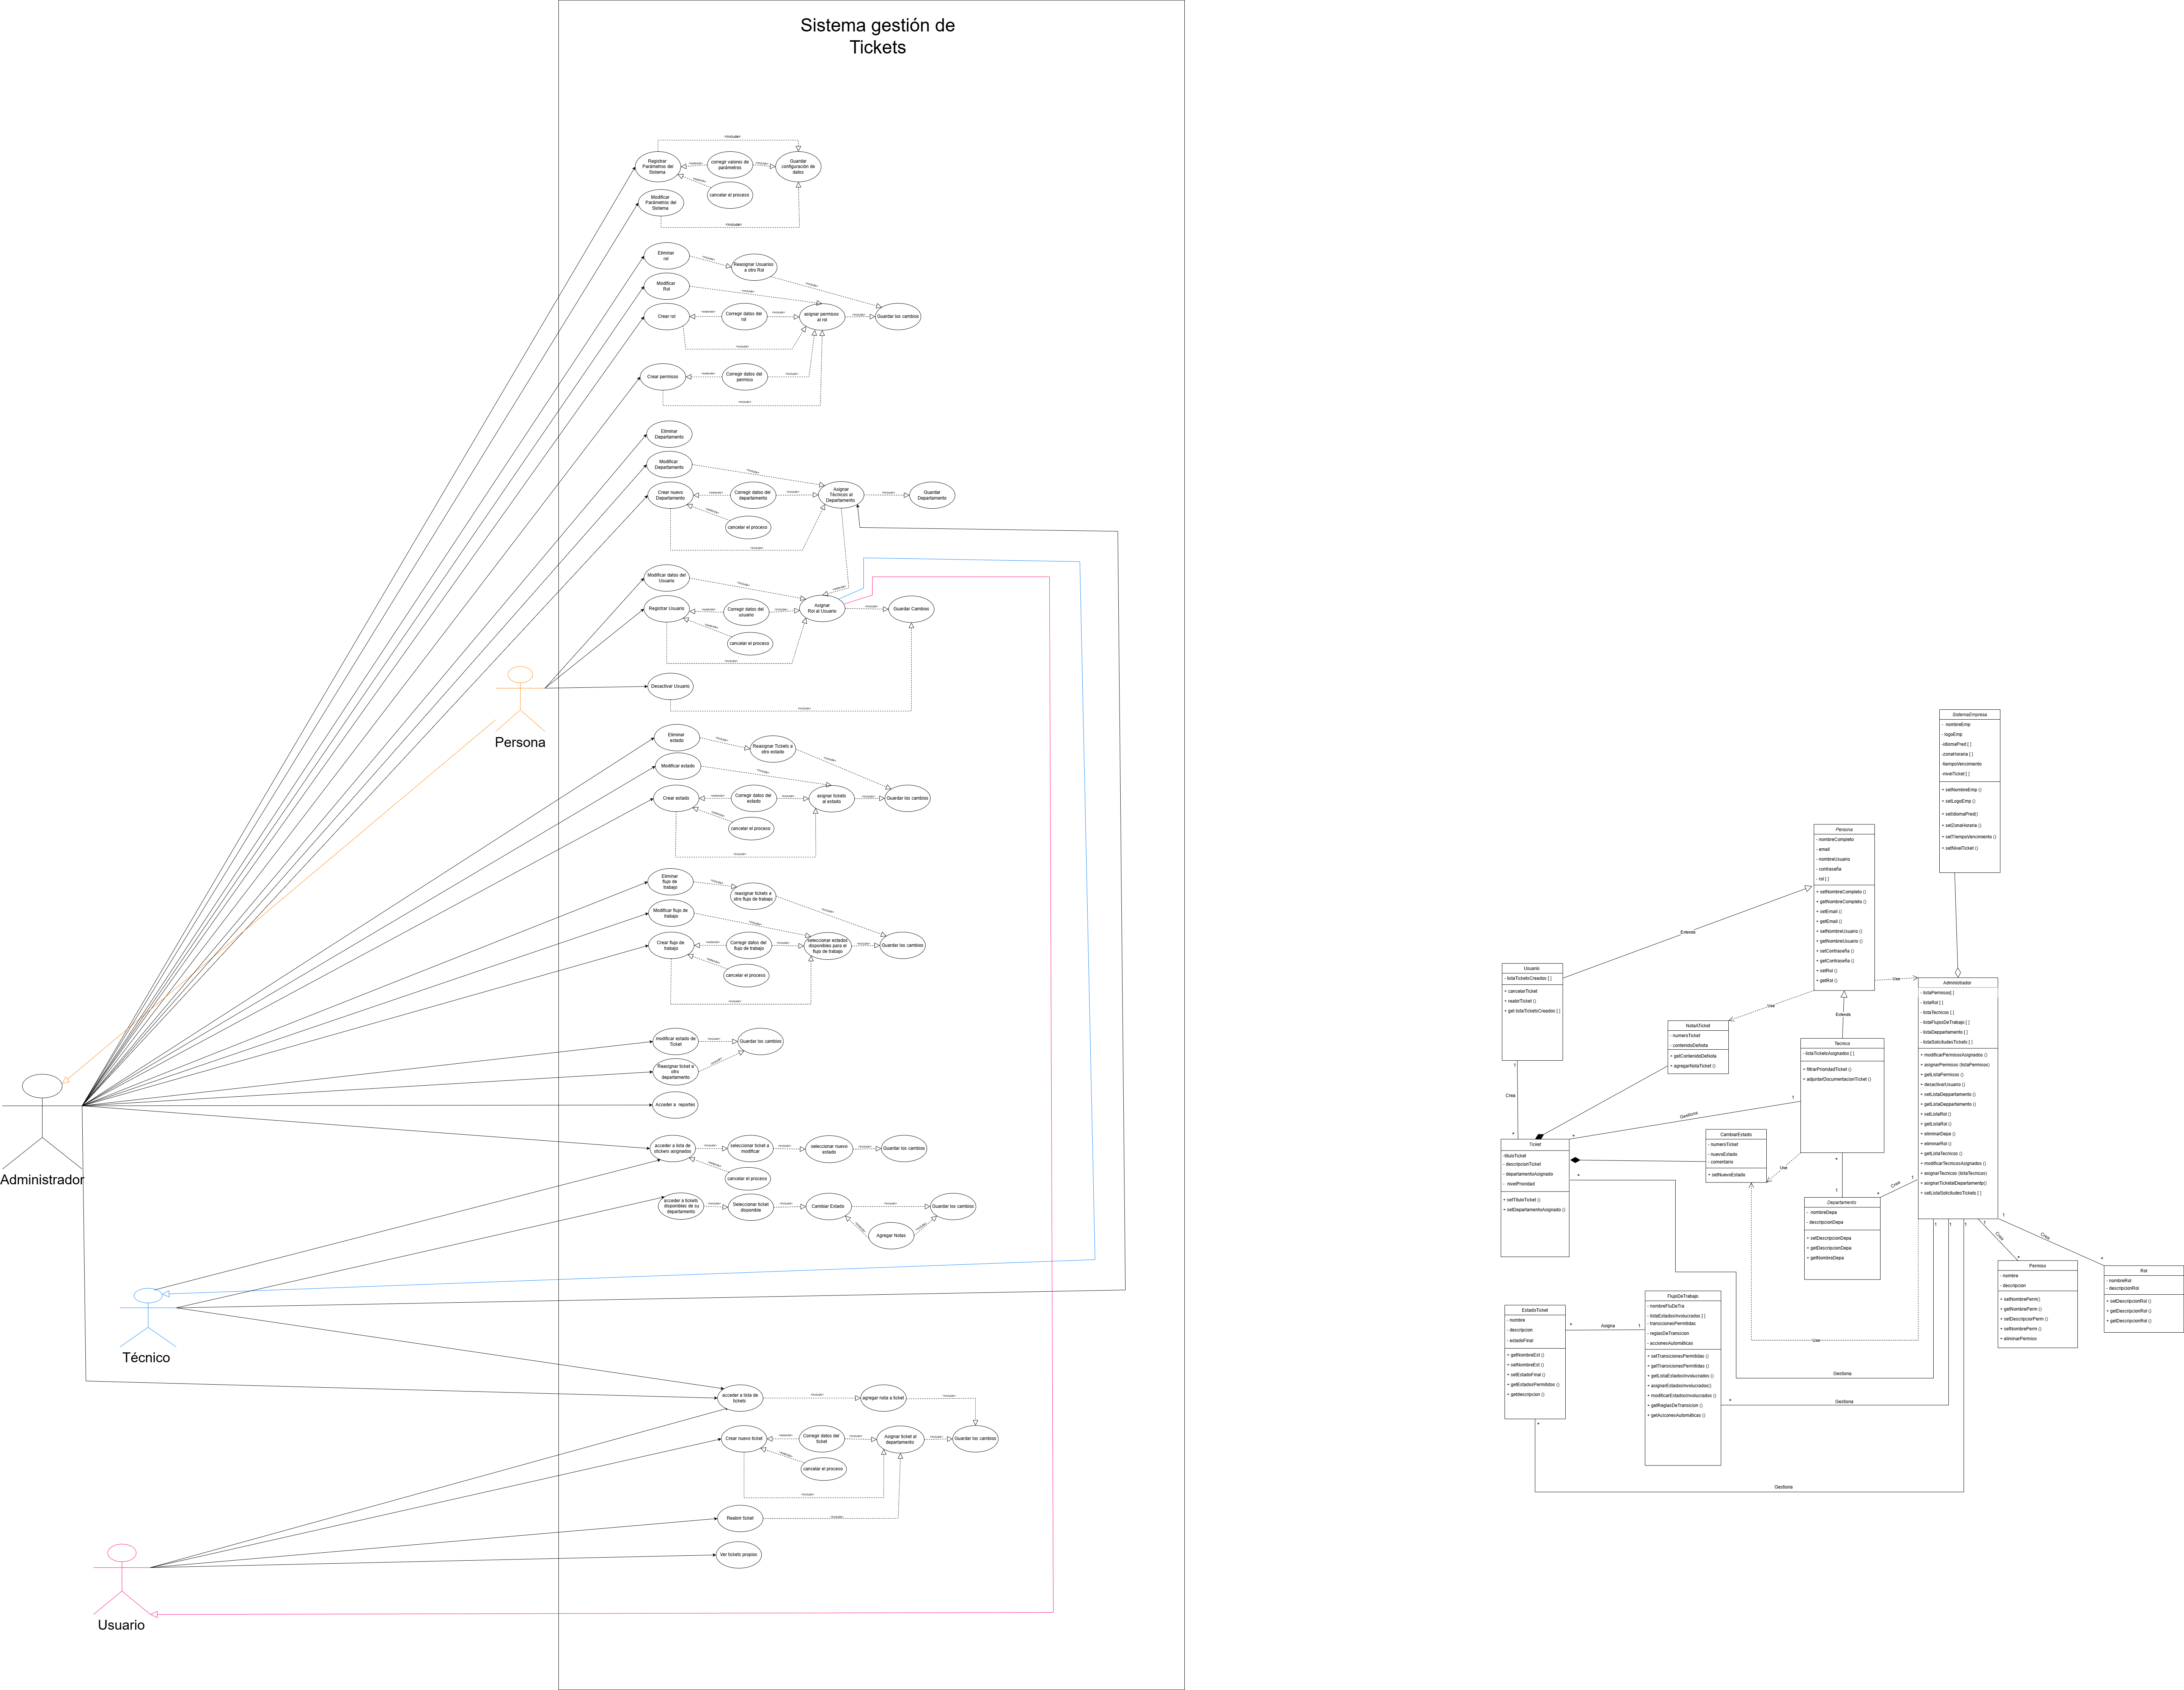 Sistema gestión de
Tickets
«include»
Registrar
Parámetros del
Sistema
«extends»
corregir valores de
parámetros
«include»
Guardar
configuración de
datos
«extends»
cancelar el proceso
Modificar
Parámetros del
Sistema
«include»
Eliminar
rol
«include»
Reasignar Usuarios
a otro Rol
«include»
Modificar
Rol
«include»
Crear rol
«extends»
Corregir datos del
rol
«include»
asignar permisos
al rol
«include»
Guardar los cambios
«include»
Crear permisos
«extends»
Corregir datos del
permiso
«include»
«include»
Eliminar
Departamento
Modificar
Departamento
«include»
Crear nuevo
Departamento
«extends»
Corregir datos del
departamento
«include»
Asignar
Técnicos al
Departamento
«include»
Guardar
Departamento
«extends»
cancelar el proceso
«include»
Modificar datos del
Usuario
«include»
«extends»
Registrar Usuario
«extends»
Corregir datos del
usuario
«include»
Asignar
Rol al Usuario
«include»
Guardar Cambios
«extends»
cancelar el proceso
«include»
Desactivar Usuario
«include»
Persona
Eliminar
estado
«include»
Reasignar Tickets a
otro estado
«include»
Modificar estado
«include»
Crear estado
«extends»
Corregir datos del
estado
«include»
asignar tickets
al estado
«include»
Guardar los cambios
«extends»
cancelar el proceso
«include»
Eliminar
flujo de
trabajo
«include»
reasignar tickets a
otro flujo de trabajo
«include»
Modificar flujo de
trabajo
«include»
Crear flujo de
trabajo
«extends»
Corregir datos del
flujo de trabajo
«include»
Seleccionar estados
disponibles para el
flujo de trabajo
«include»
Guardar los cambios
«extends»
cancelar el proceso
«include»
modificar estado de
Ticket
«include»
Guardar los cambios
Reasignar ticket a
otro
departamento
«include»
Acceder a reportes
acceder a lista de
stickero asignados
«include»
seleccionar ticket a
modificar
«include»
seleccionar nuevo
estado
«include»
Guardar los cambios
«extends»
cancelar el proceso
Administrador
acceder a tickets
disponibles de su
departamento
«include»
Seleccionar ticket
disponible
«include»
Cambiar Estado
«include»
Guardar los cambios
«extends»
Agregar Notas
«include»
Técnico
acceder a lista de
tickets
«include»
agregar nota a ticket
«include»
Crear nuevo ticket
«extends»
Corregir datos del
ticket
«include»
Asignar ticket al
departamento
«include»
Guardar los cambios
«extends»
cancelar el proceso
«include»
Reabrir ticket
«include»
Ver tickets propios
Usuario
SistemaEmpresa
- nombreEmp
- logoEmp
-idiomaPred [ ]
-zonaHoraria [ ]
-tiempoVencimiento
-nivelTicket [ ]
+ setNombreEmp ()
+ setLogoEmp ()
+ setIdiomaPred()
+ setZonaHoraria ()
+ setTiempoVencimiento ()
+ setNivelTicket ()
Persona
- nombreCompleto
- email
- nombreUsuario
- contraseña
- rol [ ]
+ setNombreCompleto ()
+ getNombreCompleto ()
+ setEmail ()
+ getEmail ()
+ setNombreUsuario ()
+ getNombreUsuario ()
+ setContraseña ()
+ getContraseña ()
+ setRol ()
+ getRol ()
Extends
Use
Use
Extends
Usuario
- listaTicketsCreados [ ]
+ cancelarTicket
+ reabrirTicket ()
+ get listaTicketsCreados [ ]
1
Crea
*
NotaATicket
- numeroTicket
- contenidoDeNota
+ getContenidoDeNota
+ agregarNotaTicket ()
Tecnico
- listaTicketsAsignados [ ]
+ filtrarPrioridadTicket ()
+ adjuntarDocumentacionTicket ()
Administrador
- listaPermisos[ ]
- listaRol [ ]
- listaTecnicos [ ]
- listaFlujosDeTrabajo [ ]
- listaDeppartamento [ ]
- listaSolicitudesTickets [ ]
+ modificarPermisosAsignados ()
+ asignarPermisos (listaPermisos)
+ getListaPermisos ()
+ desactivarUsuario ()
+ setListaDeppartamento ()
+ getListaDeppartamento ()
+ setListaRol ()
+ getListaRol ()
+ eliminarDepa ()
+ eliminarRol ()
+ getListaTecnicos ()
+ modificarTecnicosAsignados ()
+ asignarTecnicos (listaTecnicos)
+ asignarTicketalDepartamentp()
+ setListaSolicitudesTickets [ ]
1
Gestiona
*
Ticket
-tituloTicket
- descripcionTicket
- departamentoAsignado
- nivelPrioridad
+ setTituloTicket ()
+ setDepartamentoAsignado ()
*
CambiarEstado
- numeroTicket
- nuevoEstado
- comentario
+ setNuevoEstado
Use
*
1
Departamento
- nombreDepa
- descripcionDepa
+ setDescripcionDepa
+ getDescripcionDepa
+ getNombreDepa
1
Crea
*
1
1
1
1
Crea
*
1
Crea
*
Permiso
- nombre
- descripcion
+ setNombrePerm()
+ getNombrePerm ()
+ setDescripciorPerm ()
+ setNombrePerm ()
+ eliminarPermiso
Rol
- nombreRol
- descripcionRol
+ setDescripcionRol ()
+ getDescripcionRol ()
+ getDescripcionRol ()
EstadoTicket
- nombre
- descripcion
- estadoFinal
+ getNombreEst ()
+ setNombreEst ()
+ setEstadoFinal ()
+ getEstadosPermitidos ()
+ getdescripcion ()
*
Asigna
1
FlujoDeTrabajo
- nombreFluDeTra
- listaEstadosInvolucrados [ ]
- transicionesPermitidas
- reglasDeTransicion
- accionesAutomáticas
+ setTransicionesPermitidas ()
+ getTransicionesPermitidas ()
+ getListaEstadosInvolucrados ()
+ asignarEstadosInvolucrados()
+ modificarEstadosInvolucrados ()
+ getReglasDeTransicion ()
+ getAcicionesAutomáticas ()
Use
Gestiona
*
Gestiona
*
Gestiona